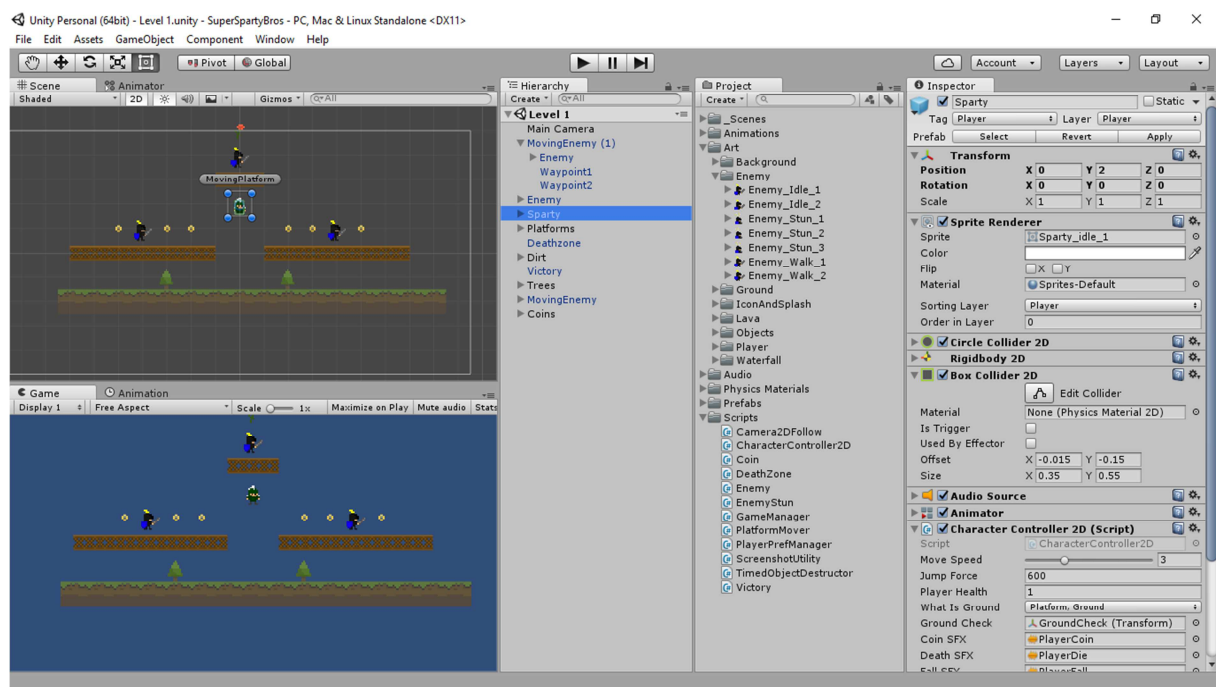 Unity Personal (64bit) - Level 1.unity - SuperSpartyBros - PC, Mac & Linux Standalone <DX11>
File Edit Assets GameObject Component Window Help
Pivot Global Account Layers Layout
Scene Animator
Shaded 2D Gizmos All
MovingPlatform
Game Animation
Display 1 Free Aspect Scale 1x Maximize on Play Mute audio Stats
Hierarchy
Create All
Level 1
Main Camera
MovingEnemy (1)
Enemy
Waypoint1
Waypoint2
Enemy
Sparty
Platforms
Deathzone
Dirt
Victory
Trees
MovingEnemy
Coins
Project
Create
_Scenes
Animations
Art
Background
Enemy
Enemy_Idle_1
Enemy_Idle_2
Enemy_Stun_1
Enemy_Stun_2
Enemy_Stun_3
Enemy_Walk_1
Enemy_Walk_2
Ground
IconAndSplash
Lava
Objects
Player
Waterfall
Audio
Physics Materials
Prefabs
Scripts
Camera2DFollow
CharacterController2D
Coin
DeathZone
Enemy
EnemyStun
GameManager
PlatformMover
PlayerPrefManager
ScreenshotUtility
TimedObjectDestructor
Victory
Inspector
Sparty Static
Tag Player Layer Player
Prefab Select Revert Apply
Transform
Position X 0 Y 2 Z 0
Rotation X 0 Y 0 Z 0
Scale X 1 Y 1 Z 1
Sprite Renderer
Sprite Sparty_idle_1
Color
Flip X Y
Material Sprites-Default
Sorting Layer Player
Order in Layer 0
Circle Collider 2D
Rigidbody 2D
Box Collider 2D
Edit Collider
Material None (Physics Material 2D)
Is Trigger
Used By Effector
Offset X -0.015 Y -0.15
Size X 0.35 Y 0.55
Audio Source
Animator
Character Controller 2D (Script)
Script CharacterController2D
Move Speed 3
Jump Force 600
Player Health 1
What Is Ground Platform, Ground
Ground Check GroundCheck (Transform)
Coin SFX PlayerCoin
Death SFX PlayerDie
Fall SFX PlayerFall